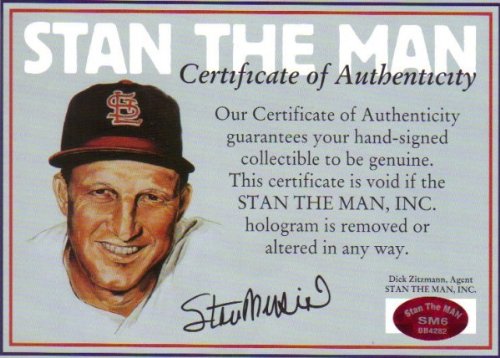 STAN THE MAN
Certificate of Authenticity
Our Certificate of Authenticity
guarantees your hand-signed
collectible to be genuine.
This certificate is void if the
STAN THE MAN, INC.
hologram is removed or
altered in any way.
Dick Zitzmann, Agent
STAN THE MAN, INC.
Stan The MAN
SM6
BB4282
StL
Stan Musial